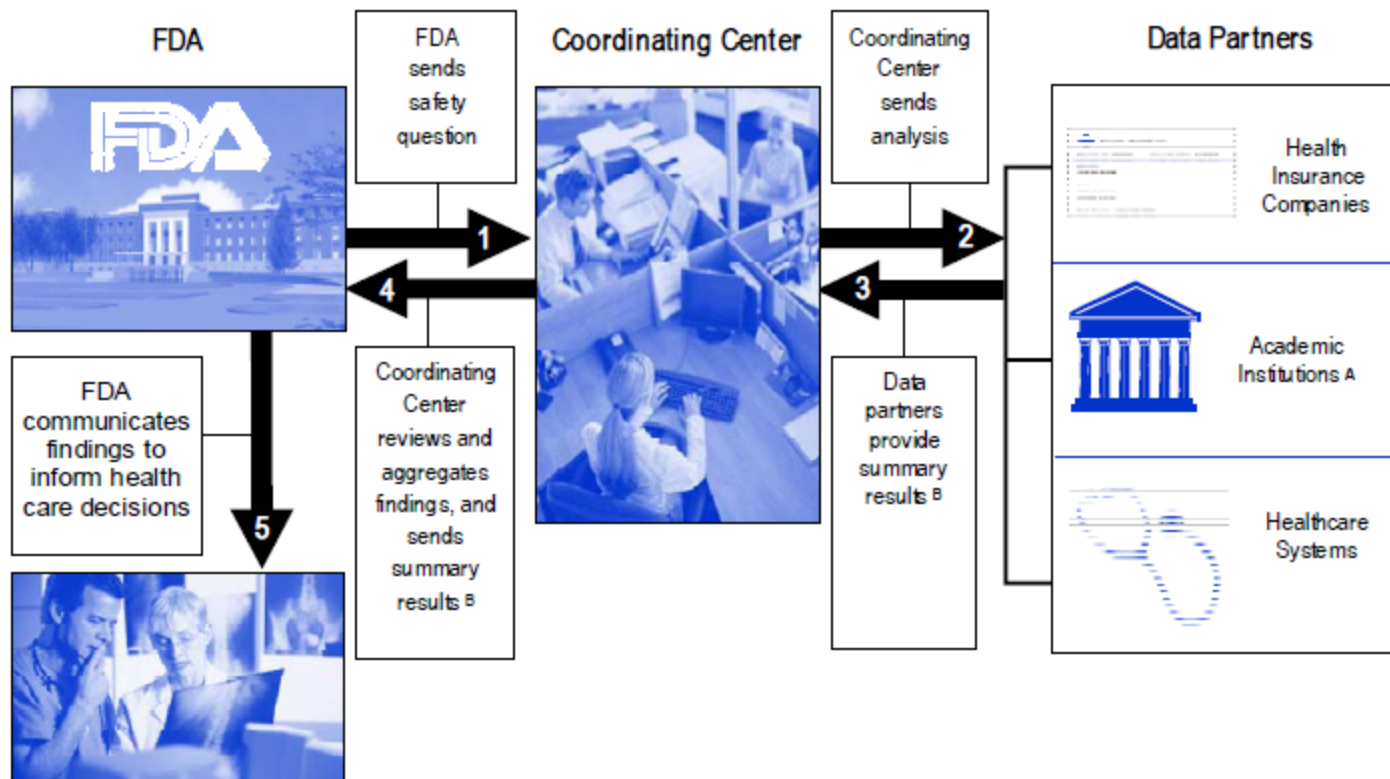 FDA
FDA
sends
safety
question
Coordinating Center
Coordinating
Center
sends
analysis
Data Partners
FDA
1
2
4
3
Health
Insurance
Companies
Academic
Institutions A
Healthcare
Systems
FDA
communicates
findings to
inform health
care decisions
5
Coordinating
Center
reviews and
aggregates
findings, and
sends
summary
results B
Data
partners
provide
summary
results B